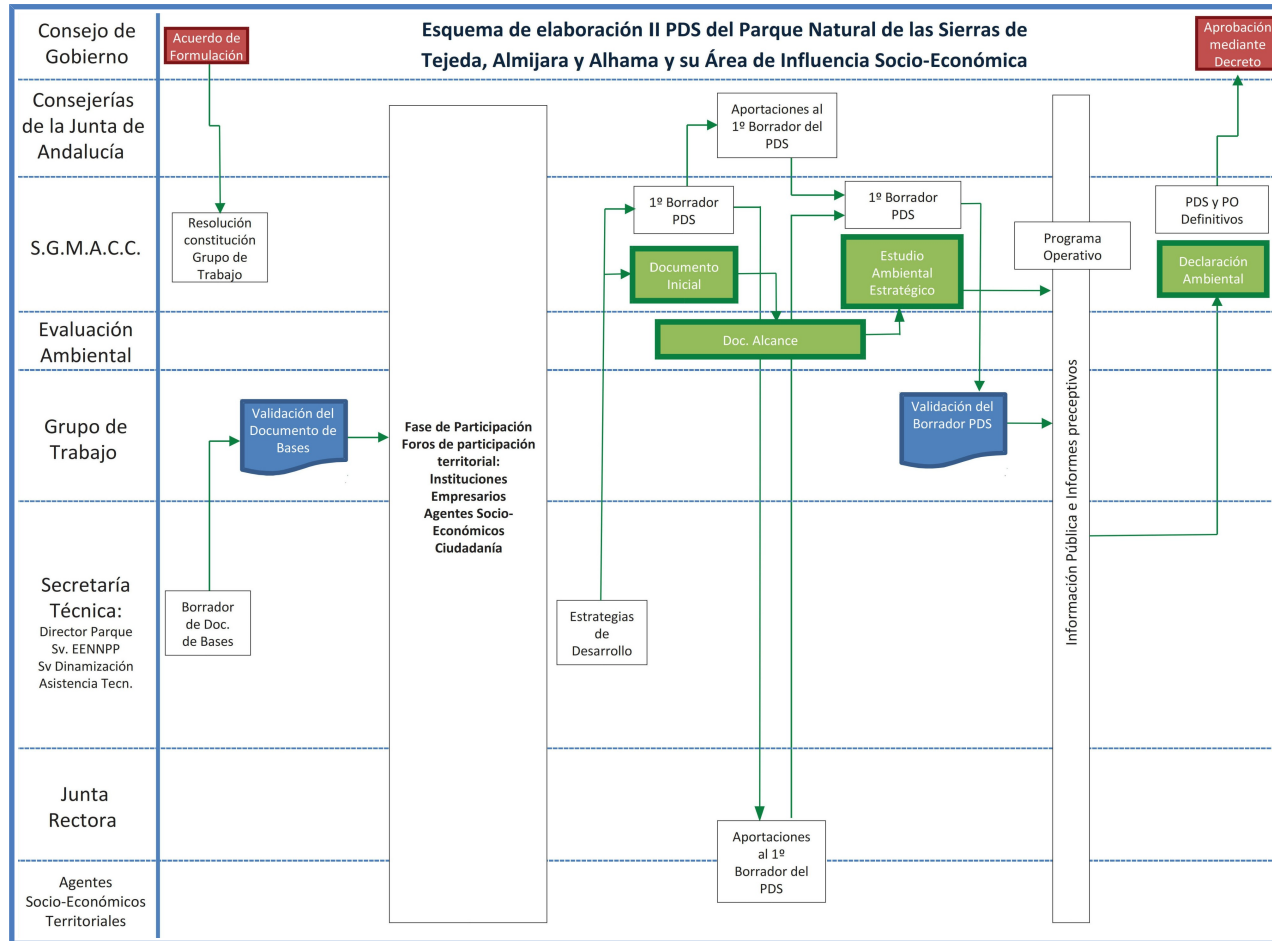 Esquema de elaboración II PDS del Parque Natural de las Sierras de
Tejeda, Almijara y Alhama y su Área de Influencia Socio-Económica
Consejo de
Gobierno
Acuerdo de
Formulación
Aprobación
mediante
Decreto
Consejerías
de la Junta de
Andalucía
Aportaciones al
1º Borrador del
PDS
S.G.M.A.C.C.
Resolución
constitución
Grupo de
Trabajo
1º Borrador
PDS
Documento
Inicial
1º Borrador
PDS
Estudio
Ambiental
Estratégico
Programa
Operativo
PDS y PO
Definitivos
Declaración
Ambiental
Evaluación
Ambiental
Doc. Alcance
Grupo de
Trabajo
Validación del
Documento de
Bases
Fase de Participación
Foros de participación
territorial:
Instituciones
Empresarios
Agentes Socio-
Económicos
Ciudadanía
Validación del
Borrador PDS
Información Pública e Informes preceptivos
Secretaría
Técnica:
Director Parque
Sv. EENNPP
Sv Dinamización
Asistencia Tecn.
Borrador
de Doc.
de Bases
Estrategias
de
Desarrollo
Junta
Rectora
Aportaciones
al 1º
Borrador del
PDS
Agentes
Socio-Económicos
Territoriales